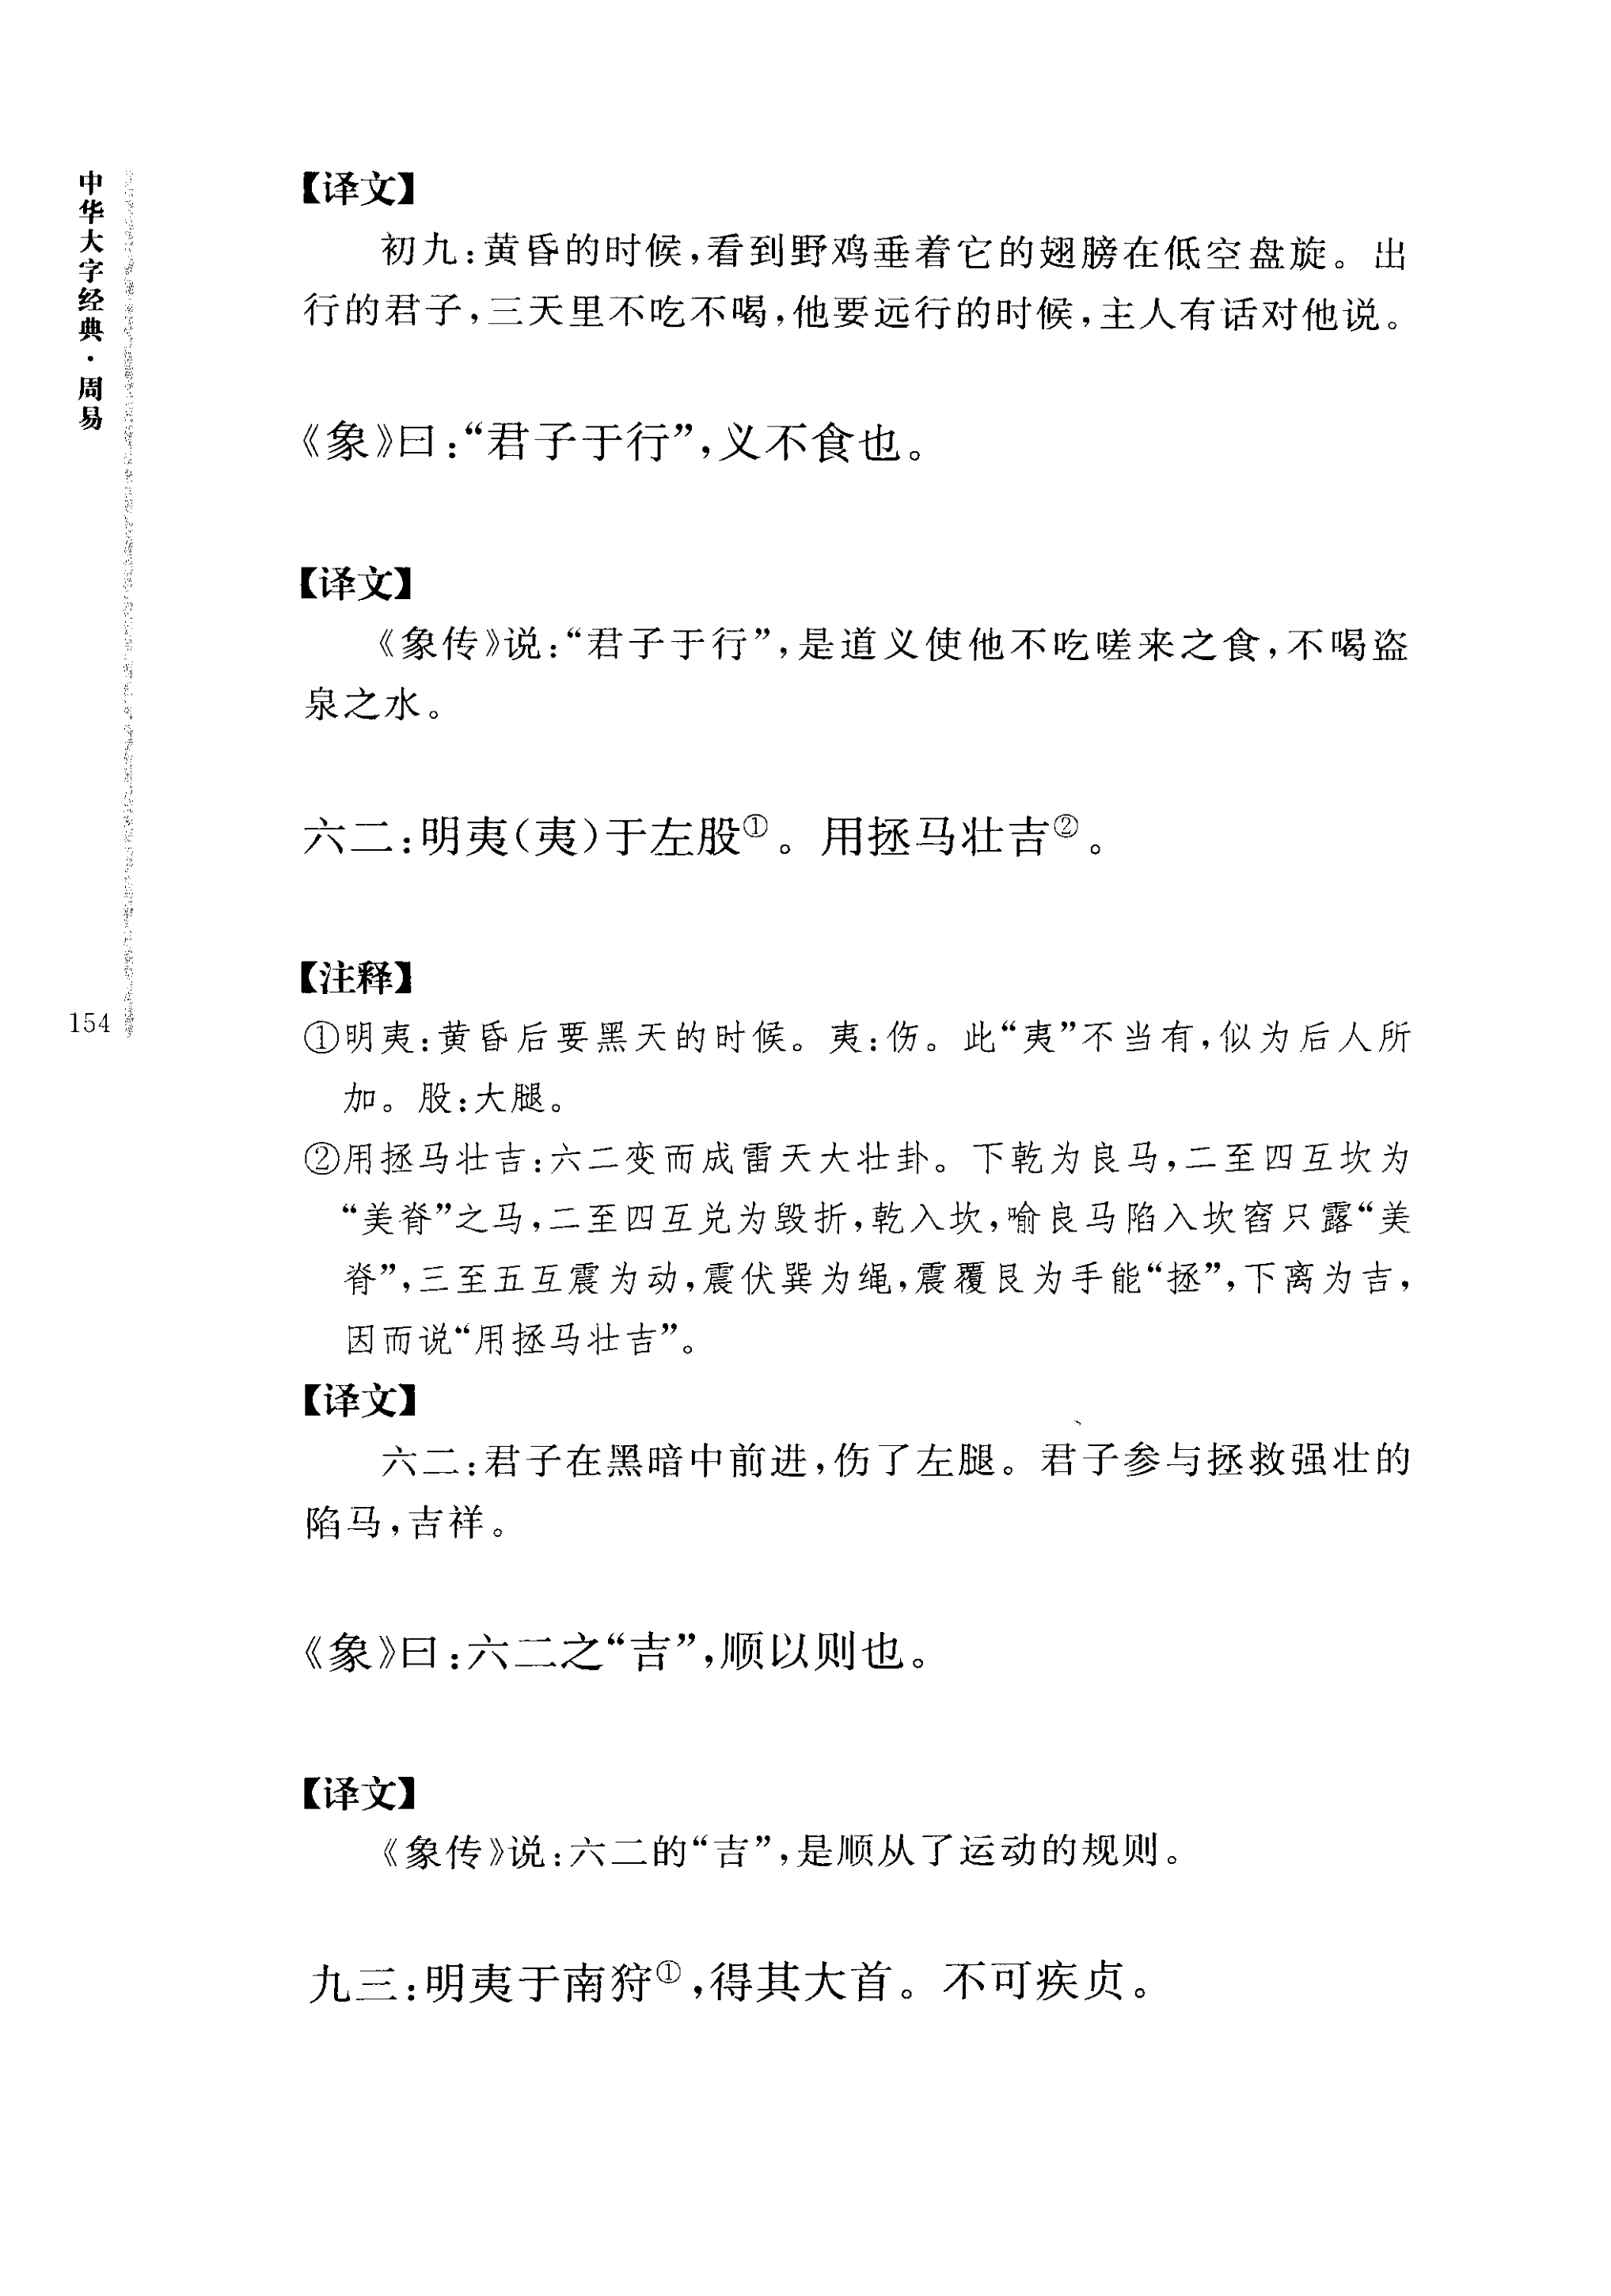 中华大字经典·周易
154
【译文】
初九:黄昏的时候,看到野鸡垂着它的翅膀在低空盘旋。出
行的君子,三天里不吃不喝,他要远行的时候,主人有话对他说。
《象》曰:“君子于行”,义不食也。
【译文】
《象传》说:“君子于行”,是道义使他不吃嗟来之食,不喝盗
泉之水。
六二:明夷(夷)于左股①。用拯马壮吉②。
【注释】
①明夷:黄昏后要黑天的时候。夷:伤。此“夷”不当有,似为后人所
加。股:大腿。
②用拯马壮吉:六二变而成雷天大壮卦。下乾为良马,二至四互坎为
“美脊”之马,二至四互兑为毁折,乾入坎,喻良马陷入坎窞只露“美
脊”,三至五互震为动,震伏巽为绳,震覆艮为手能“拯”,下离为吉,
因而说“用拯马壮吉”。
【译文】
六二:君子在黑暗中前进,伤了左腿。君子参与拯救强壮的
陷马,吉祥。
《象》曰:六二之“吉”,顺以则也。
【译文】
《象传》说:六二的“吉”,是顺从了运动的规则。
九三:明夷于南狩①,得其大首。不可疾贞。